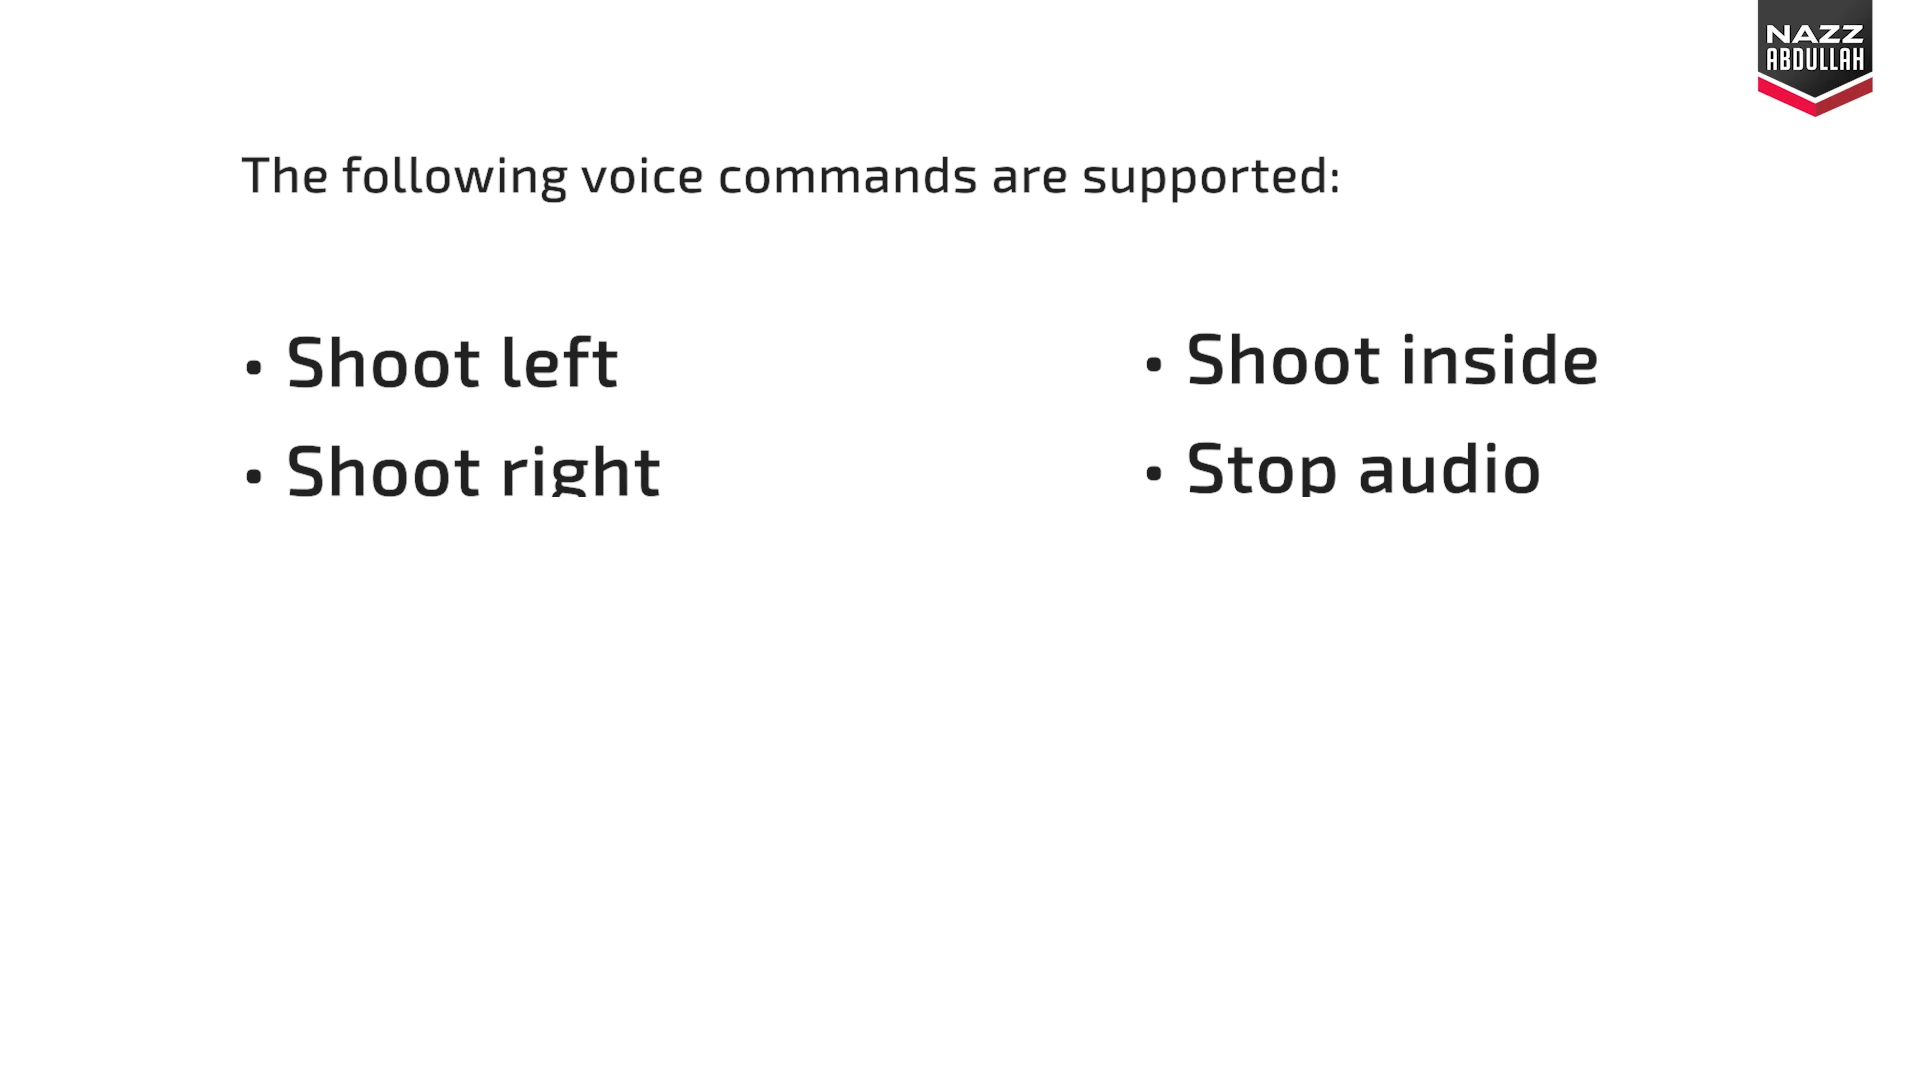 NAZZ
ABDULLAH
The following voice commands are supported:
• Shoot left
• Shoot right
• Shoot inside
• Stop audio